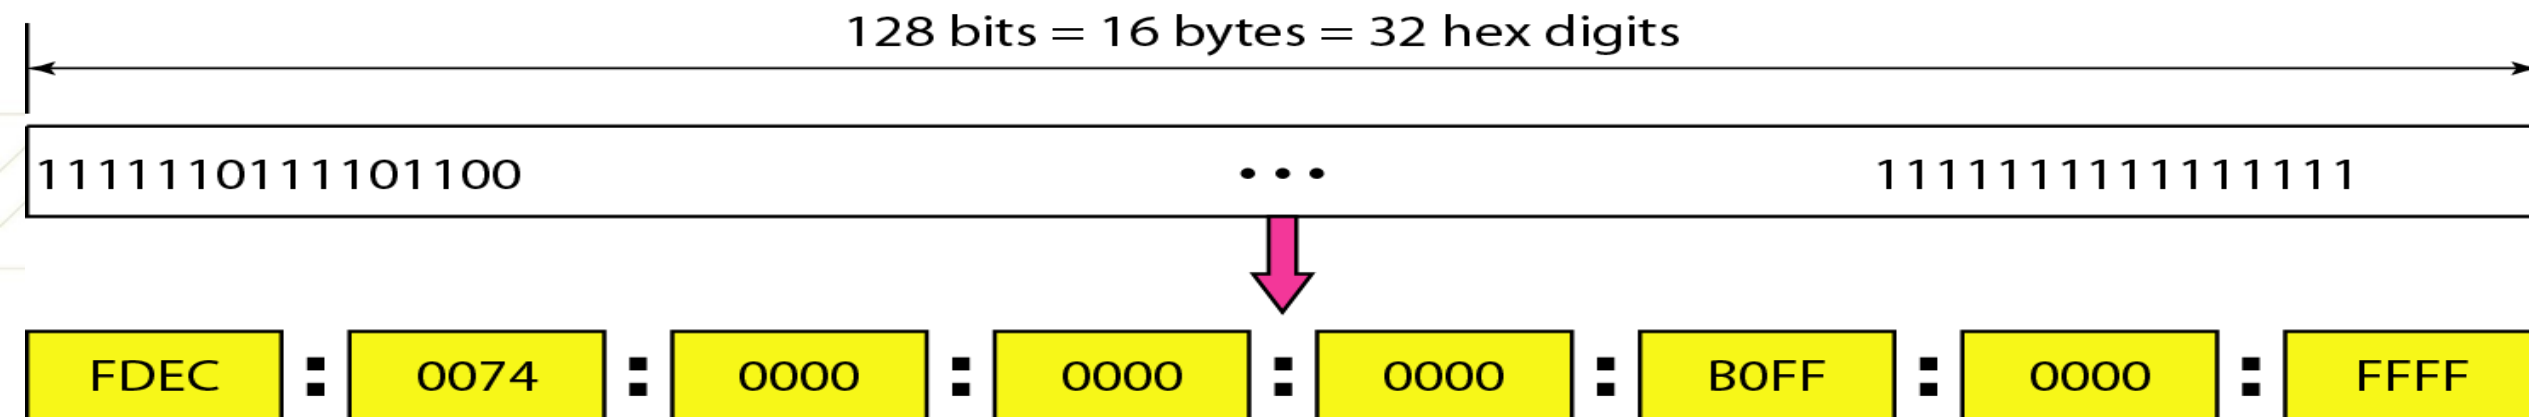 128 bits = 16 bytes = 32 hex digits
1111110111101100 ••• 1111111111111111
FDEC : 0074 : 0000 : 0000 : 0000 : B0FF : 0000 : FFFF